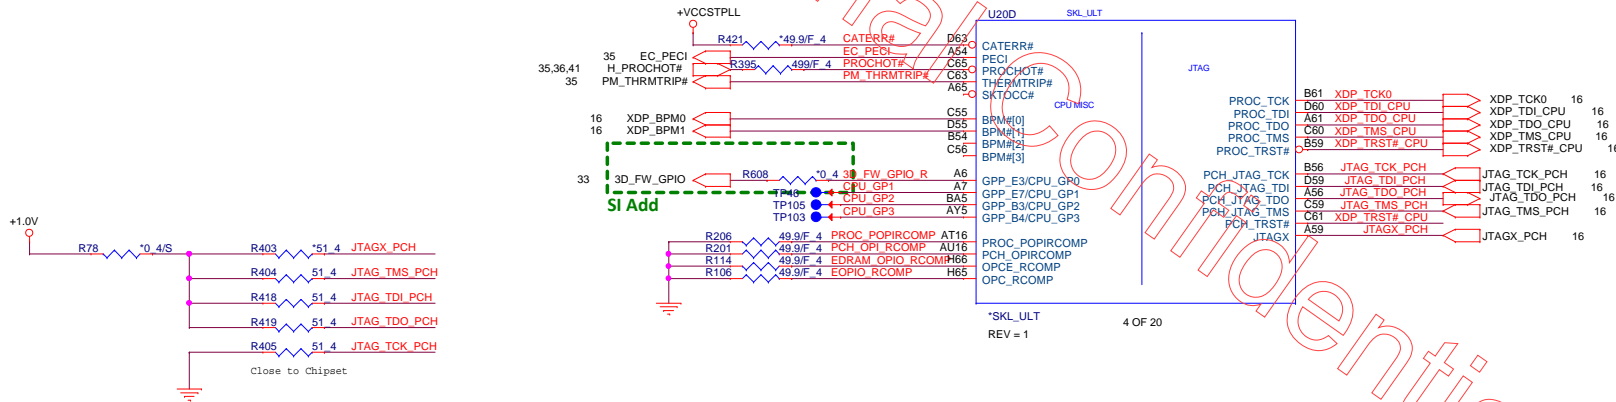 +VCCSTPLL
U20D SKL_ULT
R421 *49.9/F_4 CATERR# D63 CATERR#
35 EC_PECI EC_PECI A54 PECI
35,36,41 H_PROCHOT# R395 499/F_4 PROCHOT# C65 PROCHOT#
35 PM_THRMTRIP# PM_THRMTRIP# C63 THERMTRIP#
A65 SKTOCC#
CPU MISC
JTAG
16 XDP_BPM0 C55 BPM#[0]
16 XDP_BPM1 D55 BPM#[1]
B54 BPM#[2]
C56 BPM#[3]
33 3D_FW_GPIO R608 *0_4 3D_FW_GPIO_R A6 GPP_E3/CPU_GP0
TP46 CPU_GP1 A7 GPP_E7/CPU_GP1
TP105 CPU_GP2 BA5 GPP_B3/CPU_GP2
TP103 CPU_GP3 AY5 GPP_B4/CPU_GP3
SI Add
R206 49.9/F_4 PROC_POPIRCOMP AT16 PROC_POPIRCOMP
R201 49.9/F_4 PCH_OPI_RCOMP AU16 PCH_OPIRCOMP
R114 49.9/F_4 EDRAM_OPIO_RCOMP H66 OPCE_RCOMP
R106 49.9/F_4 EOPIO_RCOMP H65 OPC_RCOMP
PROC_TCK B61 XDP_TCK0 XDP_TCK0 16
PROC_TDI D60 XDP_TDI_CPU XDP_TDI_CPU 16
PROC_TDO A61 XDP_TDO_CPU XDP_TDO_CPU 16
PROC_TMS C60 XDP_TMS_CPU XDP_TMS_CPU 16
PROC_TRST# B59 XDP_TRST#_CPU XDP_TRST#_CPU 16
PCH_JTAG_TCK B56 JTAG_TCK_PCH JTAG_TCK_PCH 16
PCH_JTAG_TDI D59 JTAG_TDI_PCH JTAG_TDI_PCH 16
PCH_JTAG_TDO A56 JTAG_TDO_PCH JTAG_TDO_PCH 16
PCH_JTAG_TMS C59 JTAG_TMS_PCH JTAG_TMS_PCH 16
PCH_TRST# C61 XDP_TRST#_CPU
JTAGX A59 JTAGX_PCH JTAGX_PCH 16
*SKL_ULT
REV = 1
4 OF 20
+1.0V
R78 *0_4/S
R403 *51_4 JTAGX_PCH
R404 51_4 JTAG_TMS_PCH
R418 51_4 JTAG_TDI_PCH
R419 51_4 JTAG_TDO_PCH
R405 51_4 JTAG_TCK_PCH
Close to Chipset
Confidenti